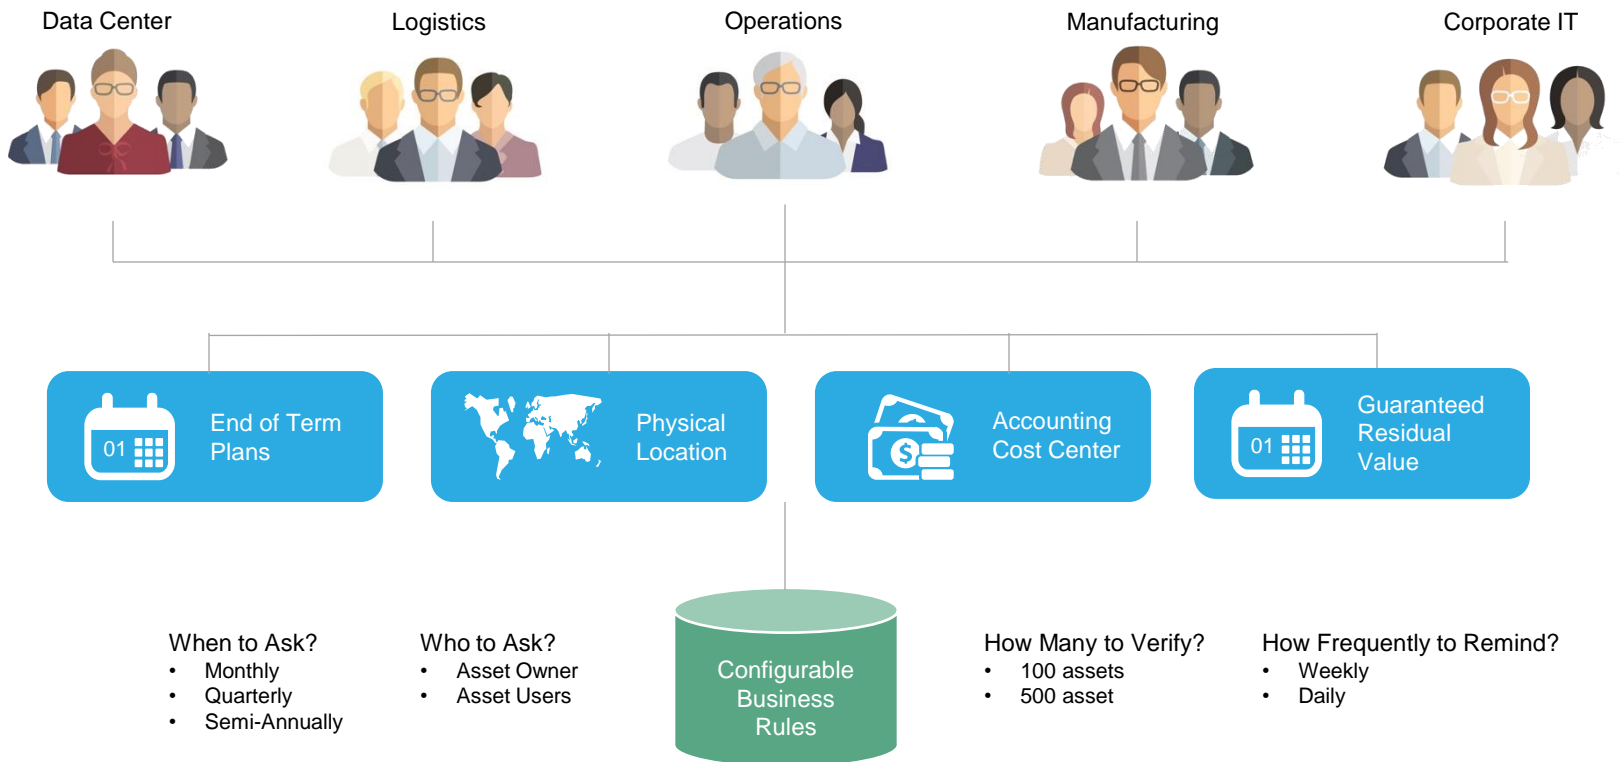 Data Center
Logistics
Operations
Manufacturing
Corporate IT
01
End of Term
Plans
Physical
Location
$
Accounting
Cost Center
01
Guaranteed
Residual
Value
When to Ask?
• Monthly
• Quarterly
• Semi-Annually
Who to Ask?
• Asset Owner
• Asset Users
Configurable
Business
Rules
How Many to Verify?
• 100 assets
• 500 asset
How Frequently to Remind?
• Weekly
• Daily